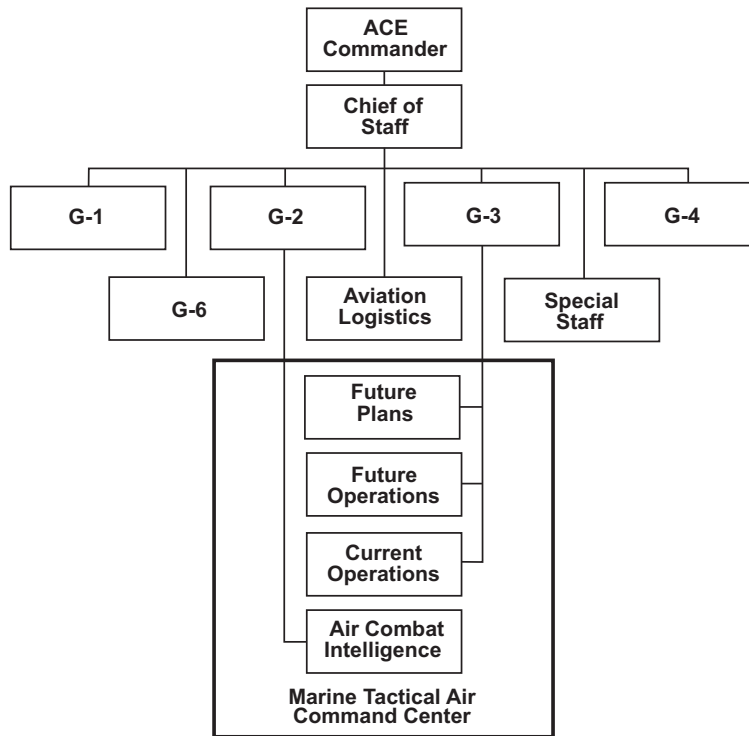 ACE
Commander
Chief of
Staff
G-1
G-2
G-3
G-4
G-6
Aviation
Logistics
Special
Staff
Future
Plans
Future
Operations
Current
Operations
Air Combat
Intelligence
Marine Tactical Air
Command Center